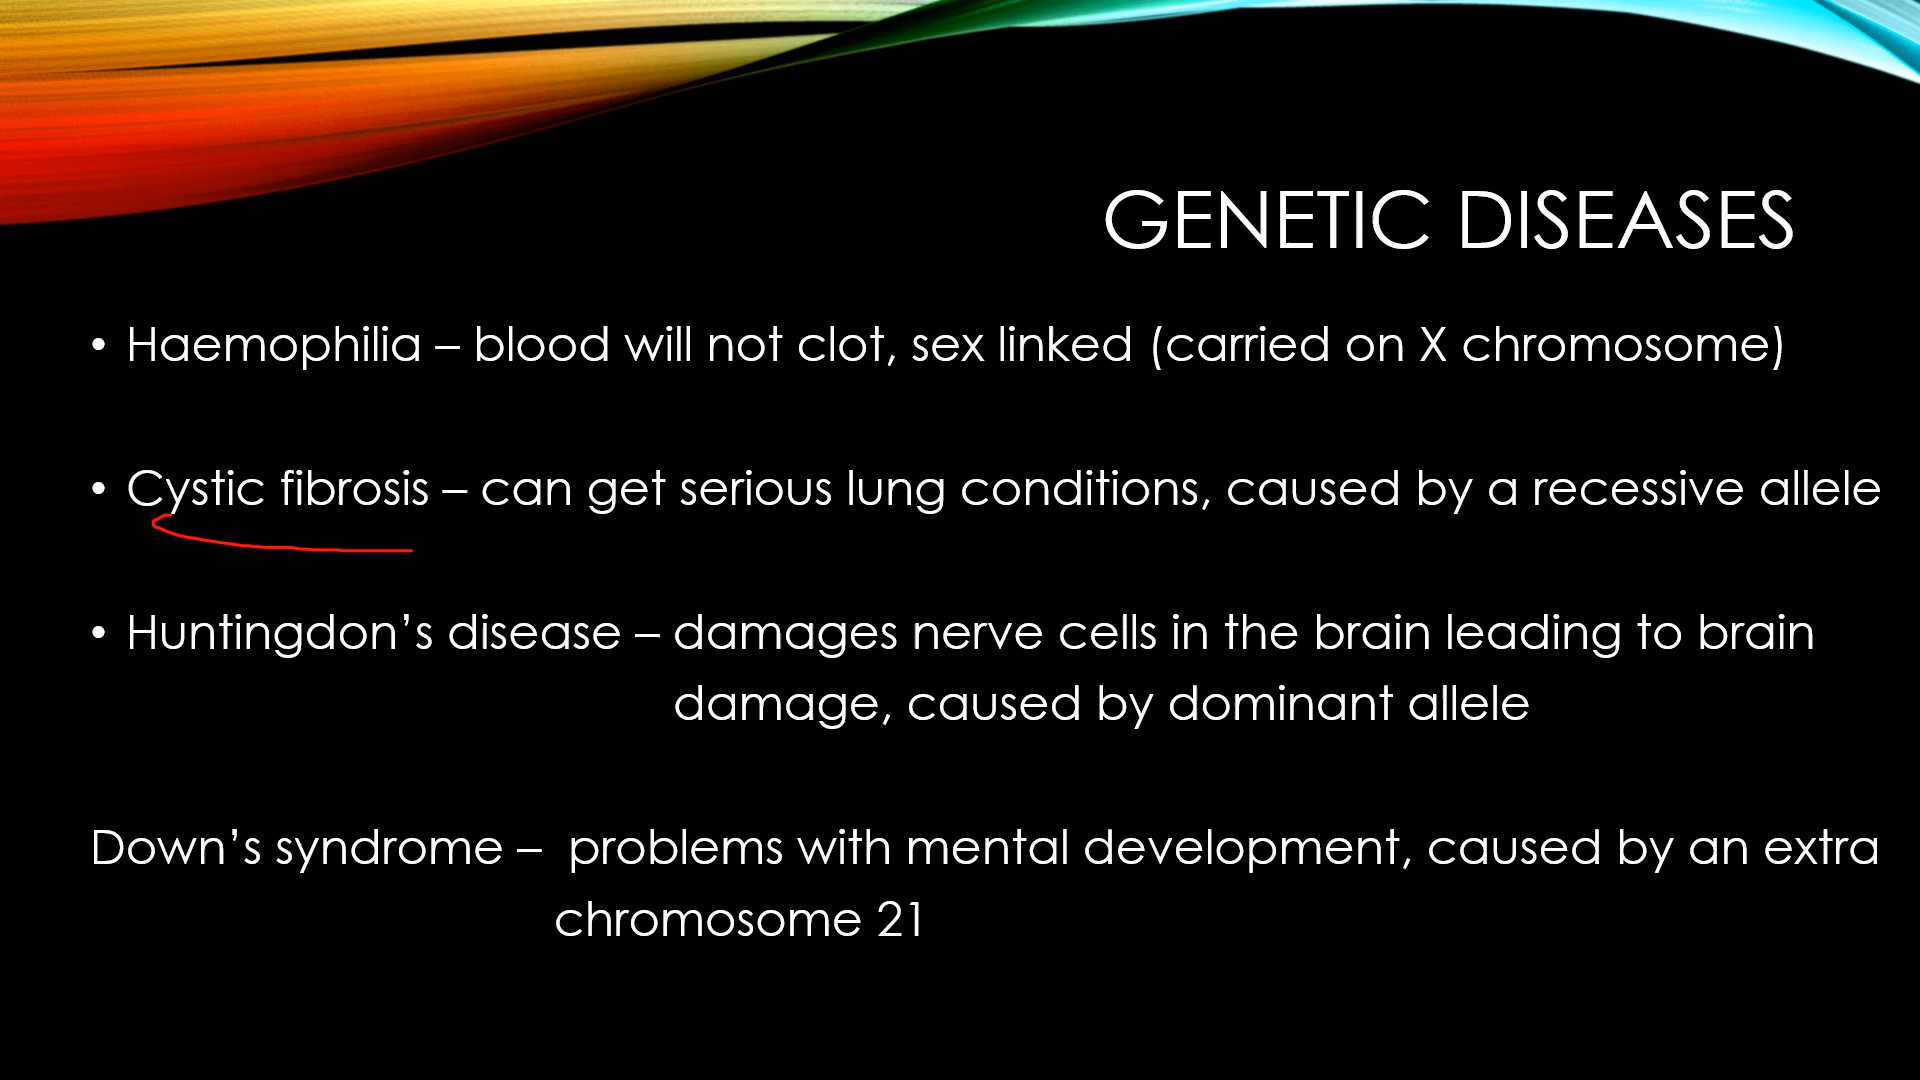 GENETIC DISEASES
• Haemophilia – blood will not clot, sex linked (carried on X chromosome)
• Cystic fibrosis – can get serious lung conditions, caused by a recessive allele
• Huntingdon’s disease – damages nerve cells in the brain leading to brain
damage, caused by dominant allele
Down’s syndrome – problems with mental development, caused by an extra
chromosome 21